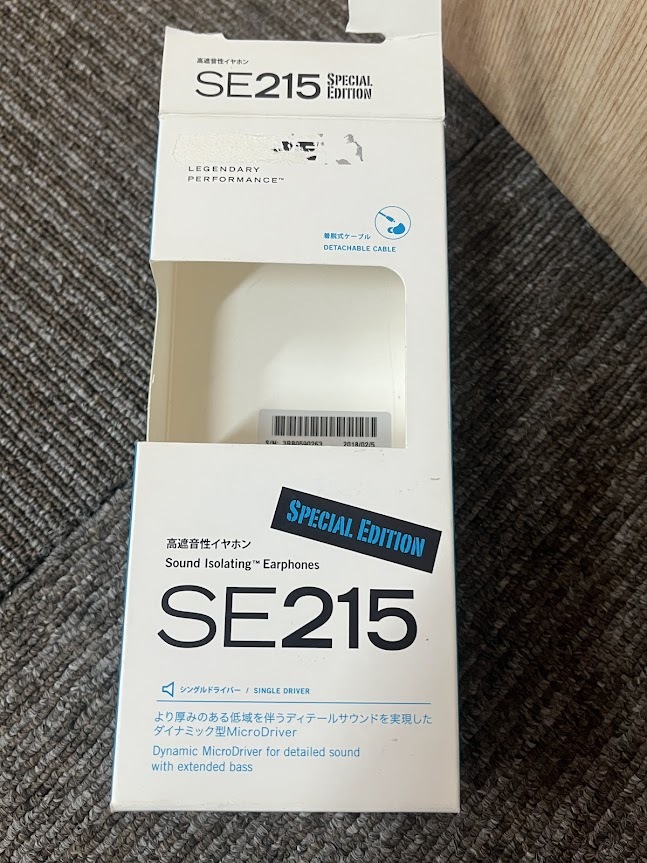 高遮音性イヤホン
SE215 SPECIAL EDITION
LEGENDARY
PERFORMANCE™
着脱式ケーブル
DETACHABLE CABLE
S/N: 3BB0590263 2018/02/5
SPECIAL EDITION
高遮音性イヤホン
Sound Isolating™ Earphones
SE215
シングルドライバー / SINGLE DRIVER
より厚みのある低域を伴うディテールサウンドを実現した
ダイナミック型MicroDriver
Dynamic MicroDriver for detailed sound
with extended bass